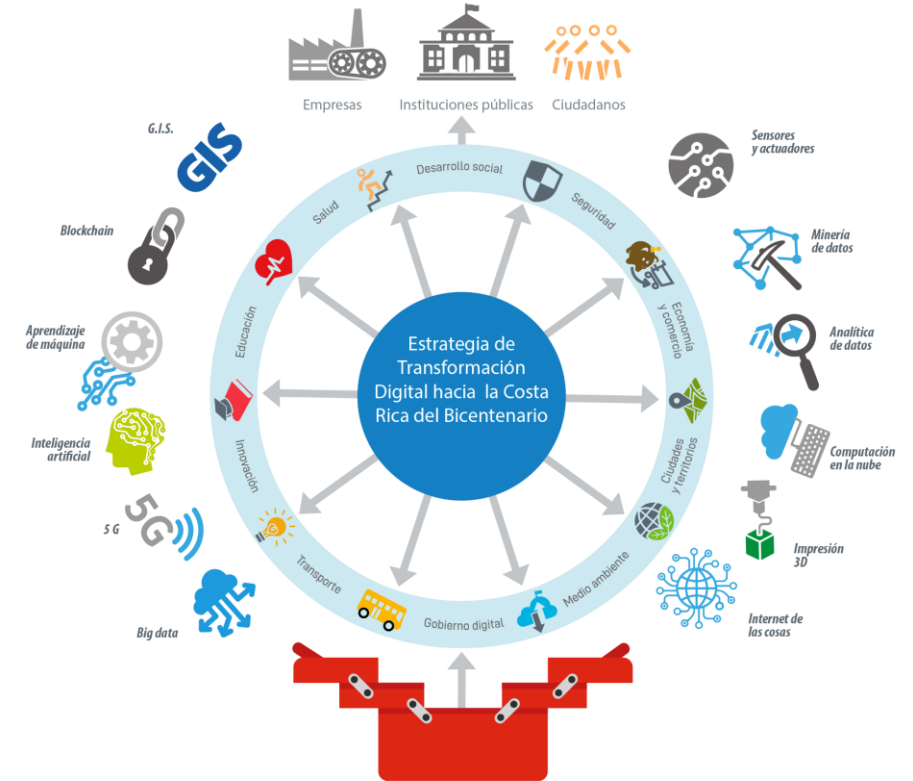 Empresas
Instituciones públicas
Ciudadanos
G.I.S.
GIS
Blockchain
Aprendizaje
de máquina
Inteligencia
artificial
5 G
5G
Big data
Desarrollo social
Seguridad
Economía
y comercio
Ciudades
y territorios
Medio ambiente
Gobierno digital
Transporte
Innovación
Educación
Salud
Estrategia de
Transformación
Digital hacia la Costa
Rica del Bicentenario
Sensores
y actuadores
Minería
de datos
Analítica
de datos
Computación
en la nube
Impresión
3D
Internet de
las cosas